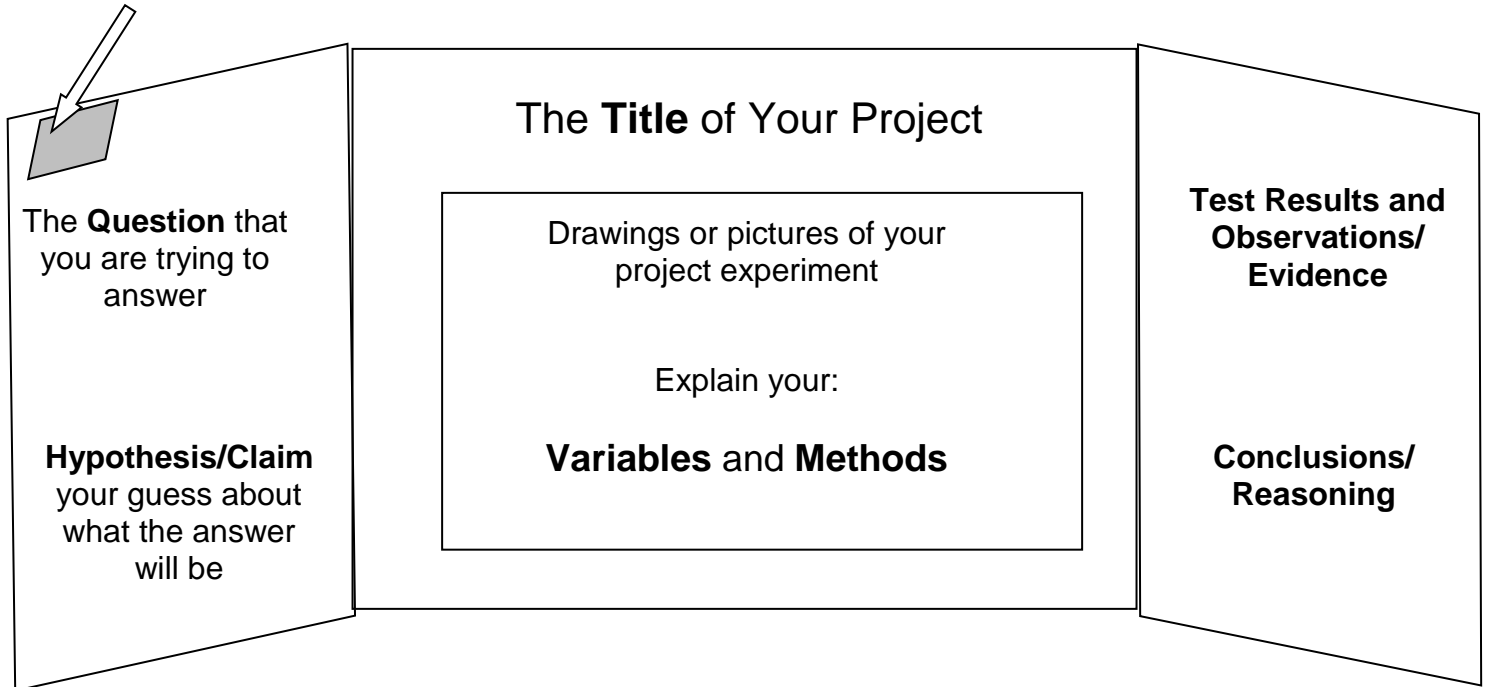 The Question that
you are trying to
answer
Hypothesis/Claim
your guess about
what the answer
will be
The Title of Your Project
Drawings or pictures of your
project experiment
Explain your:
Variables and Methods
Test Results and
Observations/
Evidence
Conclusions/
Reasoning